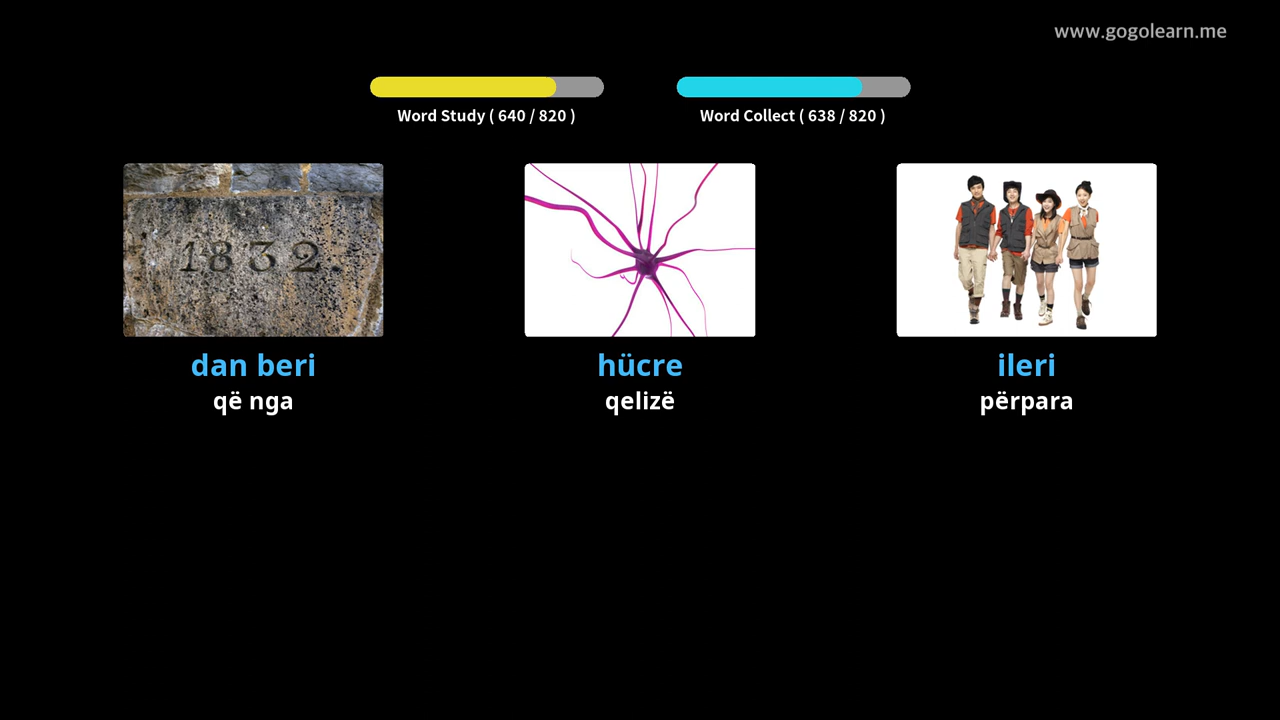 www.gogolearn.me
Word Study ( 640 / 820 )
Word Collect ( 638 / 820 )
1832.
dan beri
që nga
hücre
qelizë
ileri
përpara